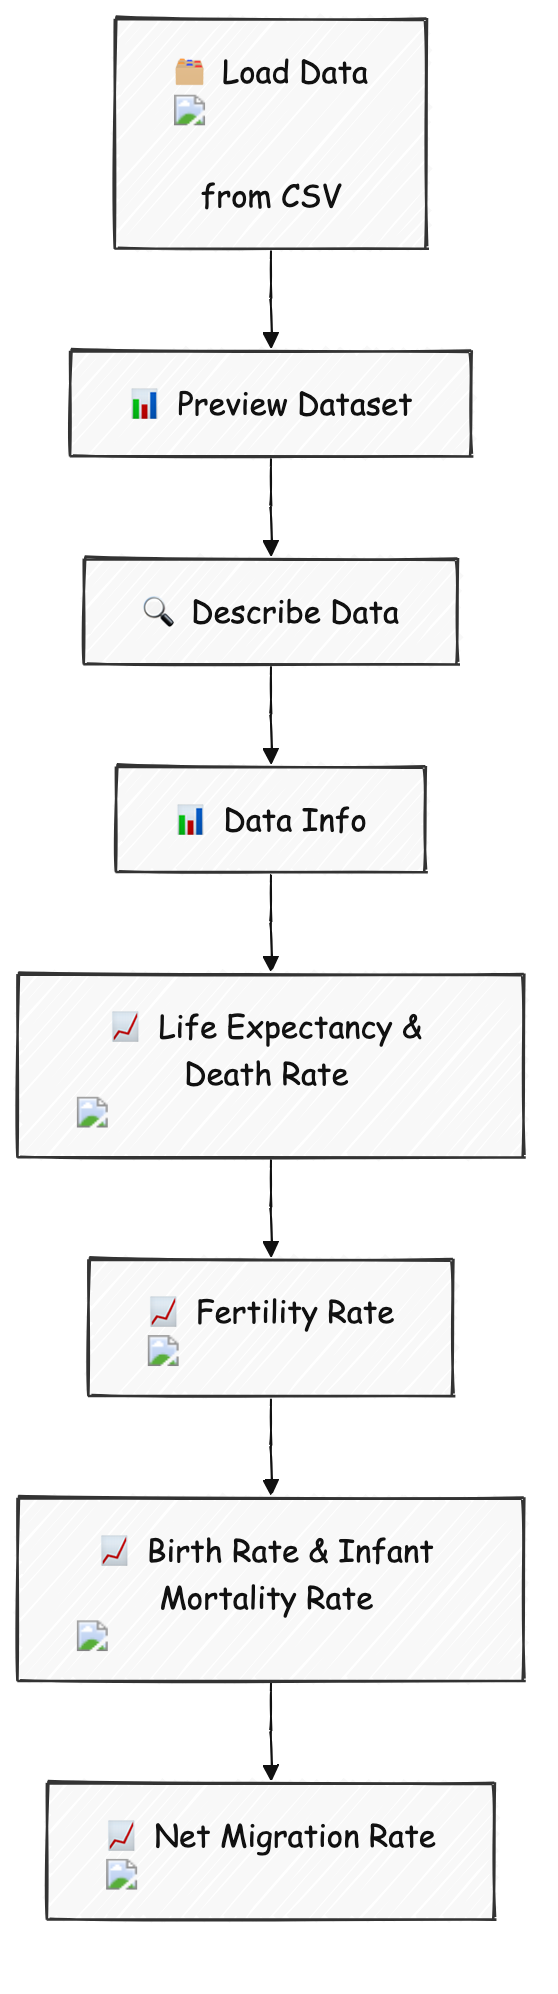 Load Data
from CSV
Preview Dataset
Describe Data
Data Info
Life Expectancy &
Death Rate
Fertility Rate
Birth Rate & Infant
Mortality Rate
Net Migration Rate